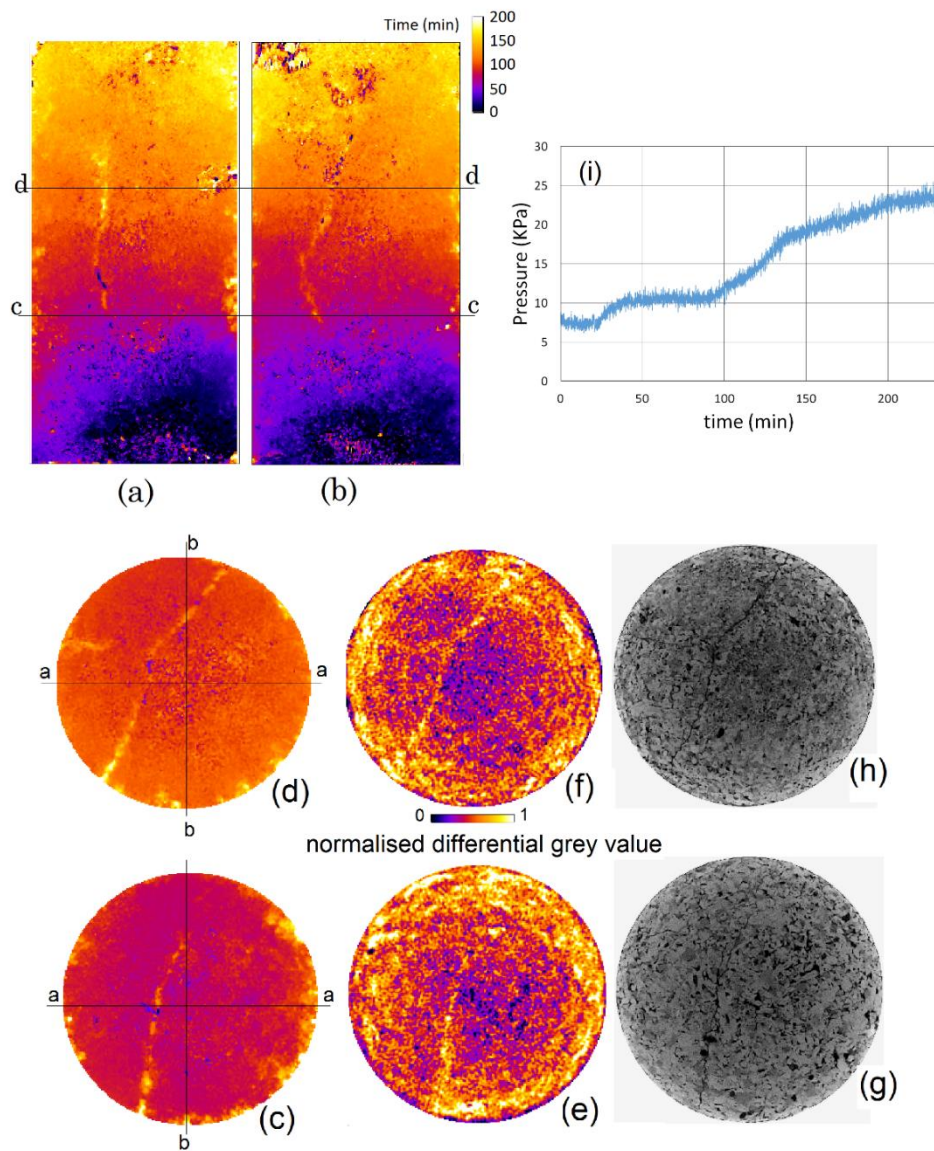 Time (min)
200
150
100
50
0
d
d
c
c
(a)
(b)
(i)
30
25
20
15
10
5
0
Pressure (KPa)
0
50
100
150
200
time (min)
b
a
a
b
(d)
(f)
(h)
0
1
normalised differential grey value
a
a
b
(c)
(e)
(g)